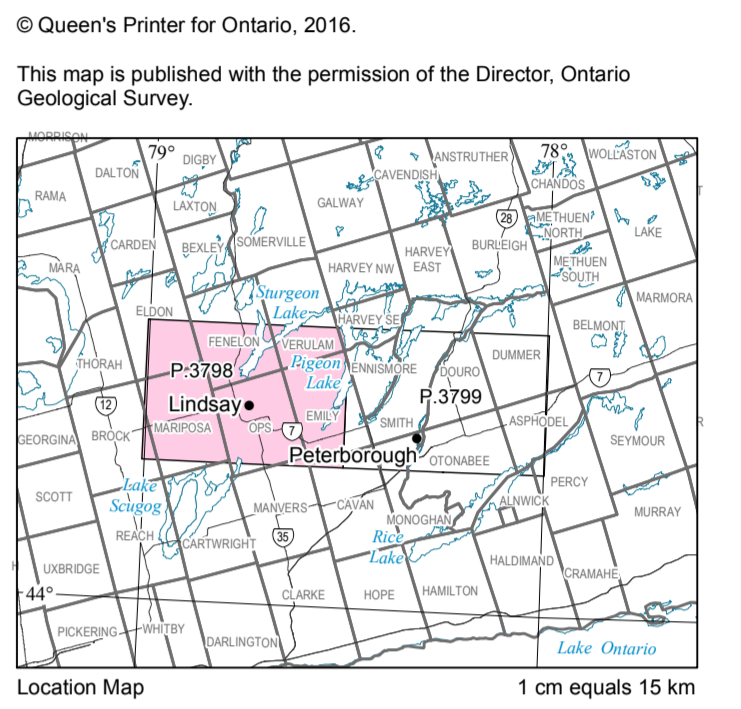 © Queen's Printer for Ontario, 2016.
This map is published with the permission of the Director, Ontario
Geological Survey.
MORRISON
79°
DIGBY
ANSTRUTHER
78°
WOLLASTON
DALTON
CAVENDISH
CHANDOS
RAMA
LAXTON
GALWAY
28
METHUEN
NORTH
LAKE
CARDEN
BEXLEY
SOMERVILLE
HARVEY
EAST
BURLEIGH
MARA
HARVEY NW
METHUEN
SOUTH
Sturgeon
Lake
MARMORA
ELDON
HARVEY SE
BELMONT
FENELON
VERULAM
DUMMER
THORAH
P.3798
Pigeon
Lake
ENNISMORE
DOURO
7
12
Lindsay
P.3799
EMILY
GEORGINA
BROCK
MARIPOSA
OPS
7
SMITH
ASPHODEL
SEYMOUR
Peterborough
OTONABEE
Lake
Scugog
PERCY
SCOTT
MANVERS
CAVAN
ALNWICK
MURRAY
REACH
CARTWRIGHT
35
MONOGHAN
Rice
Lake
UXBRIDGE
HALDIMAND
CRAMAHE
44°
CLARKE
HOPE
HAMILTON
PICKERING
WHITBY
DARLINGTON
Lake Ontario
Location Map
1 cm equals 15 km